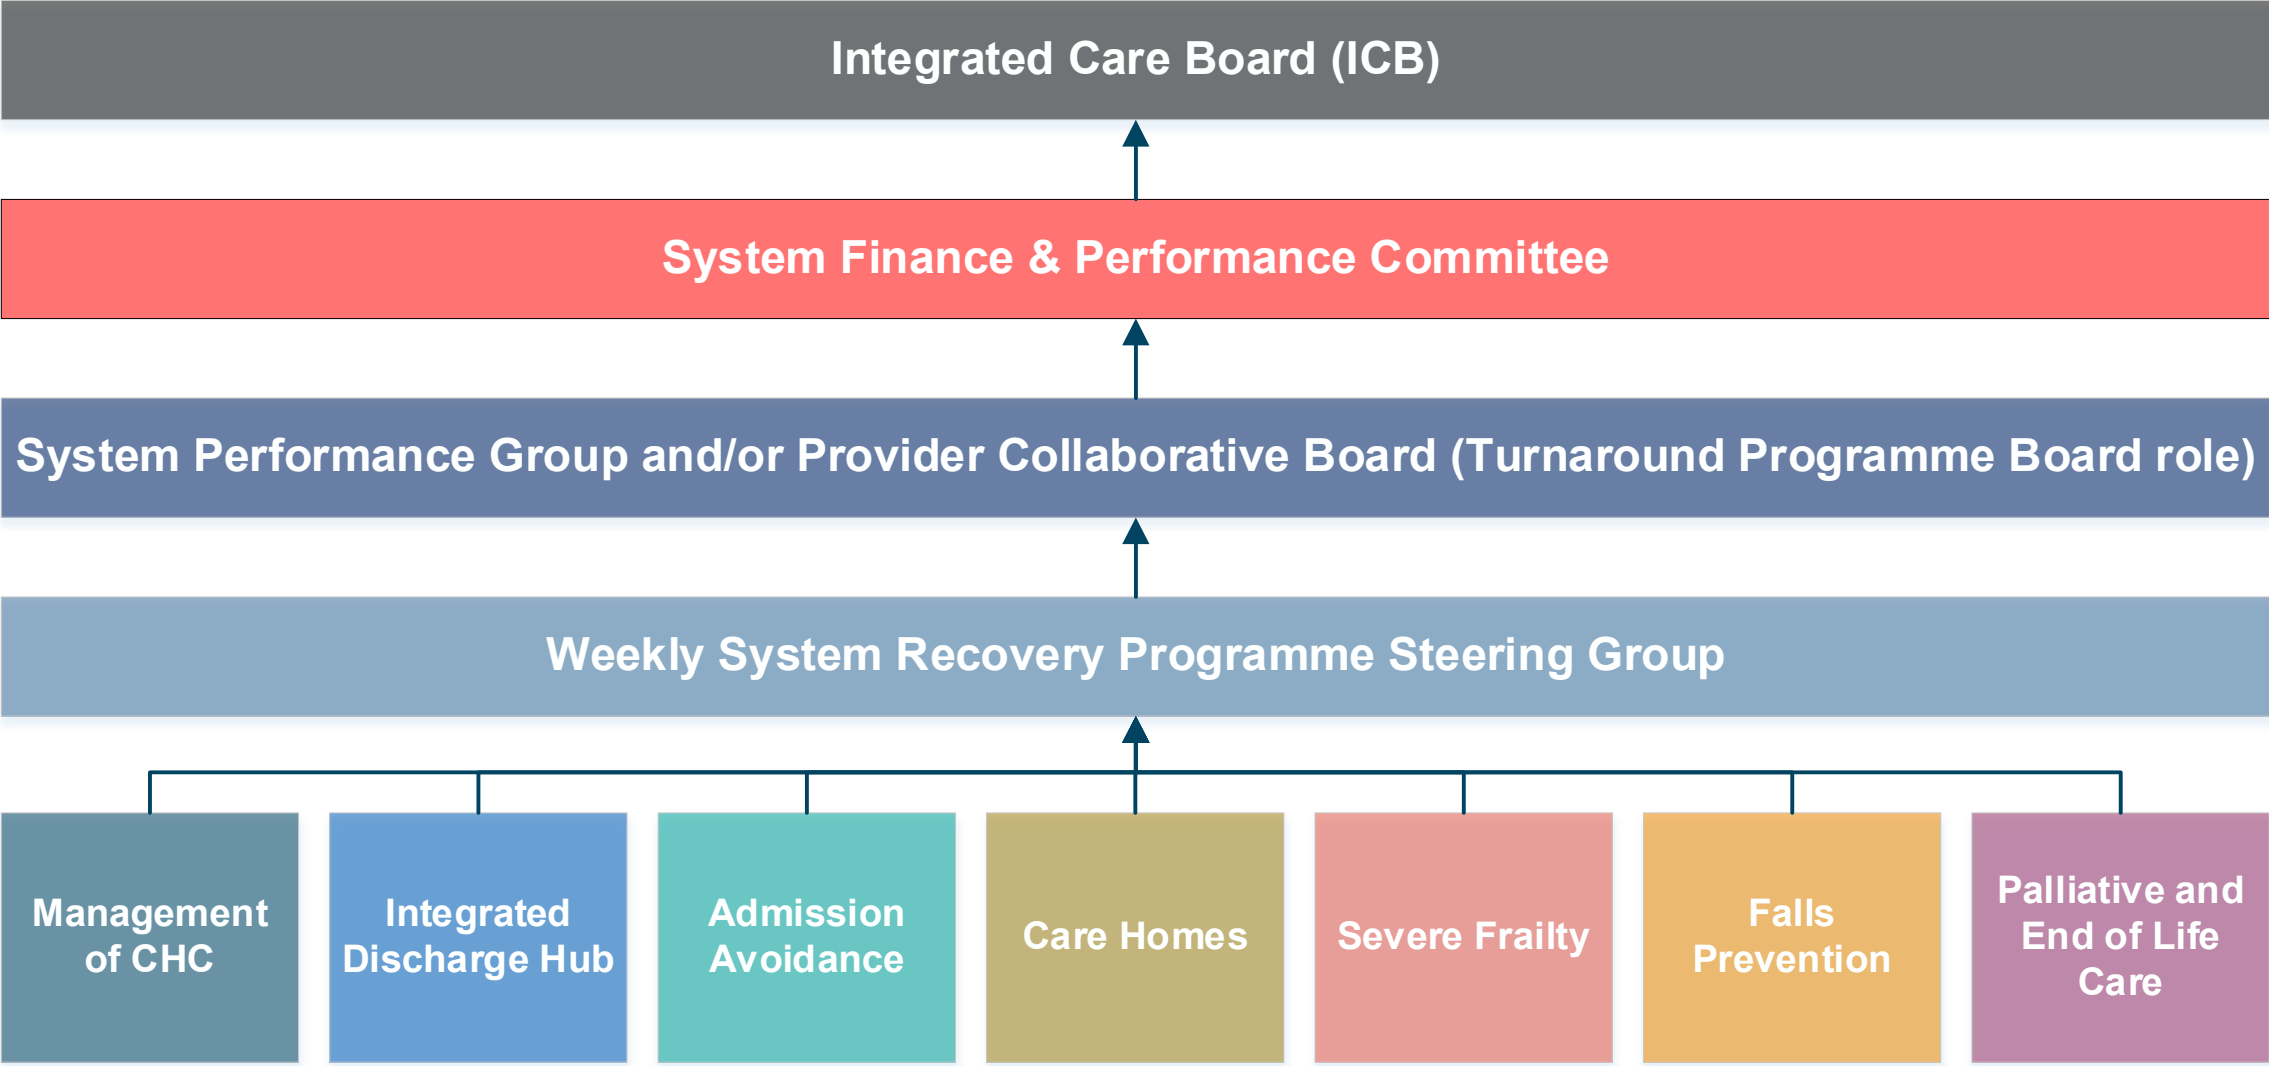 Integrated Care Board (ICB)
System Finance & Performance Committee
System Performance Group and/or Provider Collaborative Board (Turnaround Programme Board role)
Weekly System Recovery Programme Steering Group
Management
of CHC
Integrated
Discharge Hub
Admission
Avoidance
Care Homes
Severe Frailty
Falls
Prevention
Palliative and
End of Life
Care